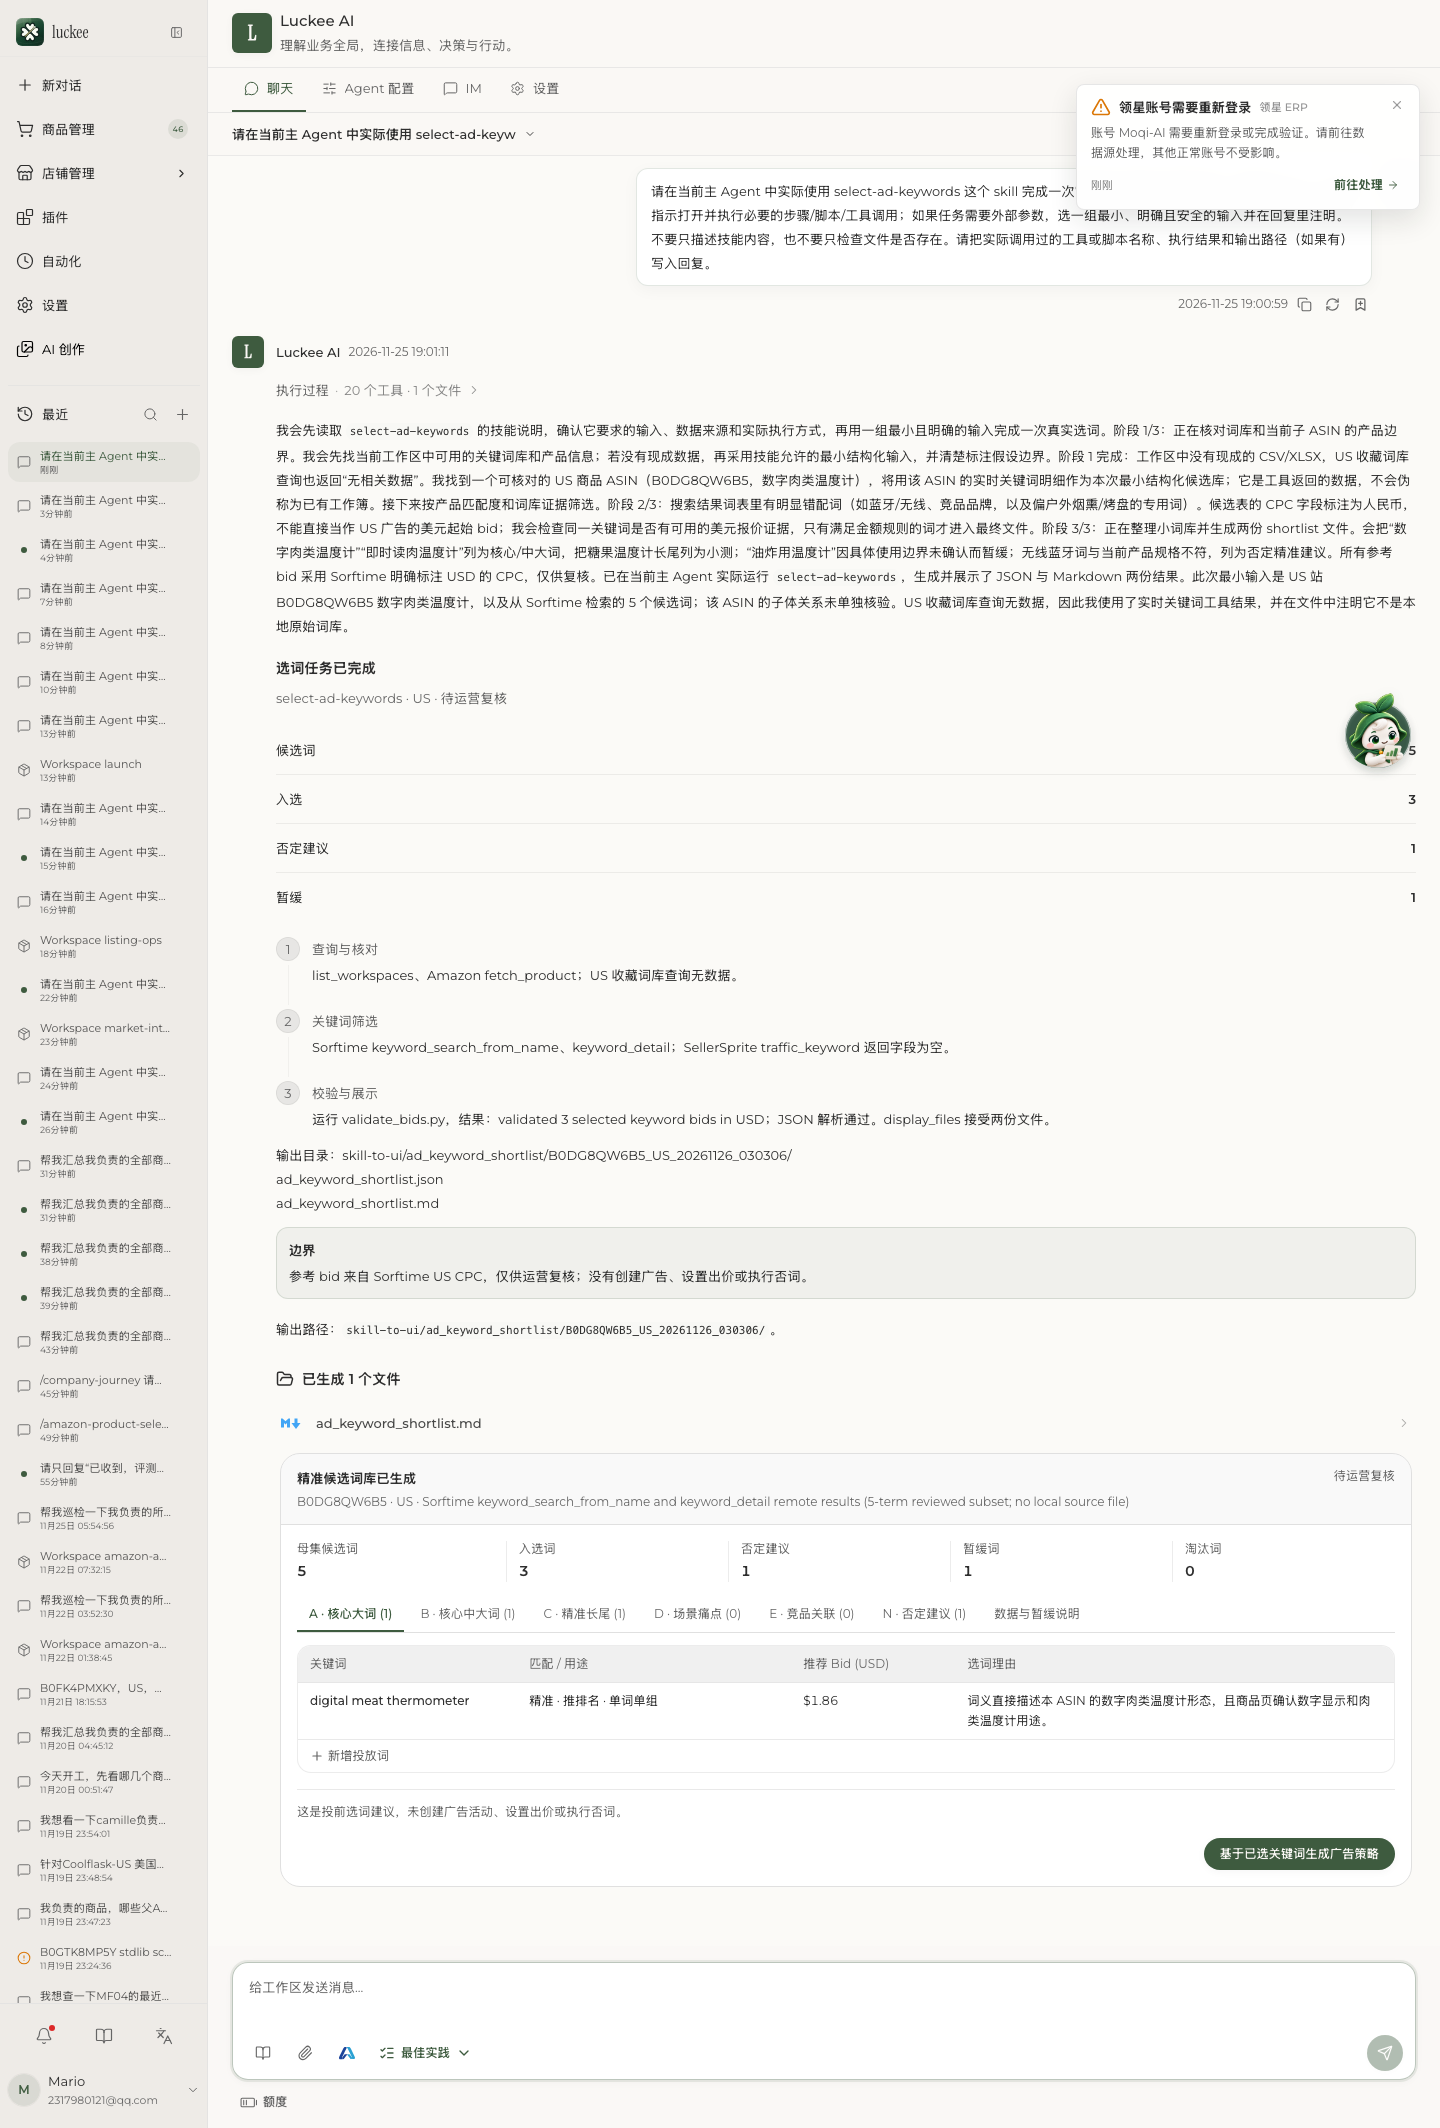 luckee
新对话
商品管理
46
店铺管理
插件
自动化
设置
AI 创作
最近
请在当前主 Agent 中实...
刚刚
请在当前主 Agent 中实...
3分钟前
请在当前主 Agent 中实...
4分钟前
请在当前主 Agent 中实...
7分钟前
请在当前主 Agent 中实...
8分钟前
请在当前主 Agent 中实...
10分钟前
请在当前主 Agent 中实...
13分钟前
Workspace launch
13分钟前
请在当前主 Agent 中实...
14分钟前
请在当前主 Agent 中实...
15分钟前
请在当前主 Agent 中实...
16分钟前
Workspace listing-ops
18分钟前
请在当前主 Agent 中实...
22分钟前
Workspace market-int...
23分钟前
请在当前主 Agent 中实...
24分钟前
请在当前主 Agent 中实...
26分钟前
帮我汇总我负责的全部商...
31分钟前
帮我汇总我负责的全部商...
31分钟前
帮我汇总我负责的全部商...
38分钟前
帮我汇总我负责的全部商...
39分钟前
帮我汇总我负责的全部商...
43分钟前
/company-journey 请...
45分钟前
/amazon-product-sele...
49分钟前
请只回复“已收到，评测...
55分钟前
帮我巡检一下我负责的所...
11月25日 05:54:56
Workspace amazon-a...
11月22日 07:32:15
帮我巡检一下我负责的所...
11月22日 03:52:30
Workspace amazon-a...
11月22日 01:38:45
B0FK4PMXKY，US，...
11月21日 18:15:53
帮我汇总我负责的全部商...
11月20日 04:45:12
今天开工，先看哪几个商...
11月20日 00:51:47
我想看一下camille负责...
11月19日 23:54:01
针对Coolflask-US 美国...
11月19日 23:48:54
我负责的商品，哪些父A...
11月19日 23:47:23
B0GTK8MP5Y stdlib sc...
11月19日 23:24:36
我想查一下MF04的最近...
M
Mario
2317980121@qq.com
L
Luckee AI
理解业务全局，连接信息、决策与行动。
聊天
Agent 配置
IM
设置
请在当前主 Agent 中实际使用 select-ad-keyw
领星账号需要重新登录 领星 ERP
账号 Moqi-AI 需要重新登录或完成验证。请前往数
据源处理，其他正常账号不受影响。
刚刚
前往处理
请在当前主 Agent 中实际使用 select-ad-keywords 这个 skill 完成一次
指示打开并执行必要的步骤/脚本/工具调用；如果任务需要外部参数，选一组最小、明确且安全的输入并在回复里注明。
不要只描述技能内容，也不要只检查文件是否存在。请把实际调用过的工具或脚本名称、执行结果和输出路径（如果有）
写入回复。
2026-11-25 19:00:59
L
Luckee AI 2026-11-25 19:01:11
执行过程 · 20 个工具 · 1 个文件
我会先读取 select-ad-keywords 的技能说明，确认它要求的输入、数据来源和实际执行方式，再用一组最小且明确的输入完成一次真实选词。阶段 1/3：正在核对词库和当前子 ASIN 的产品边
界。我会先找当前工作区中可用的关键词库和产品信息；若没有现成数据，再采用技能允许的最小结构化输入，并清楚标注假设边界。阶段 1 完成：工作区中没有现成的 CSV/XLSX，US 收藏词库
查询也返回“无相关数据”。我找到一个可核对的 US 商品 ASIN（B0DG8QW6B5，数字肉类温度计），将用该 ASIN 的实时关键词明细作为本次最小结构化候选库；它是工具返回的数据，不会伪
称为已有工作簿。接下来按产品匹配度和词库证据筛选。阶段 2/3：搜索结果词表里有明显错配词（如蓝牙/无线、竞品品牌，以及偏户外烟熏/烤盘的专用词）。候选表的 CPC 字段标注为人民币，
不能直接当作 US 广告的美元起始 bid；我会检查同一关键词是否有可用的美元报价证据，只有满足金额规则的词才进入最终文件。阶段 3/3：正在整理小词库并生成两份 shortlist 文件。会把“数
字肉类温度计”“即时读肉温度计”列为核心/中大词，把糖果温度计长尾列为小测；“油炸用温度计”因具体使用边界未确认而暂缓；无线蓝牙词与当前产品规格不符，列为否定精准建议。所有参考
bid 采用 Sorftime 明确标注 USD 的 CPC，仅供复核。已在当前主 Agent 实际运行 select-ad-keywords ，生成并展示了 JSON 与 Markdown 两份结果。此次最小输入是 US 站
B0DG8QW6B5 数字肉类温度计，以及从 Sorftime 检索的 5 个候选词；该 ASIN 的子体关系未单独核验。US 收藏词库查询无数据，因此我使用了实时关键词工具结果，并在文件中注明它不是本
地原始词库。
选词任务已完成
select-ad-keywords · US · 待运营复核
候选词
5
入选
3
否定建议
1
暂缓
1
1
查询与核对
list_workspaces、Amazon fetch_product；US 收藏词库查询无数据。
2
关键词筛选
Sorftime keyword_search_from_name、keyword_detail；SellerSprite traffic_keyword 返回字段为空。
3
校验与展示
运行 validate_bids.py，结果：validated 3 selected keyword bids in USD；JSON 解析通过。display_files 接受两份文件。
输出目录：skill-to-ui/ad_keyword_shortlist/B0DG8QW6B5_US_20261126_030306/
ad_keyword_shortlist.json
ad_keyword_shortlist.md
边界
参考 bid 来自 Sorftime US CPC，仅供运营复核；没有创建广告、设置出价或执行否词。
输出路径： skill-to-ui/ad_keyword_shortlist/B0DG8QW6B5_US_20261126_030306/ 。
已生成 1 个文件
ad_keyword_shortlist.md
精准候选词库已生成
待运营复核
B0DG8QW6B5 · US · Sorftime keyword_search_from_name and keyword_detail remote results (5-term reviewed subset; no local source file)
母集候选词
5
入选词
3
否定建议
1
暂缓词
1
淘汰词
0
A · 核心大词 (1)
B · 核心中大词 (1)
C · 精准长尾 (1)
D · 场景痛点 (0)
E · 竞品关联 (0)
N · 否定建议 (1)
数据与暂缓说明
关键词
匹配 / 用途
推荐 Bid (USD)
选词理由
digital meat thermometer
精准 · 推排名 · 单词单组
$1.86
词义直接描述本 ASIN 的数字肉类温度计形态，且商品页确认数字显示和肉
类温度计用途。
新增投放词
这是投前选词建议，未创建广告活动、设置出价或执行否词。
基于已选关键词生成广告策略
给工作区发送消息...
最佳实践
额度